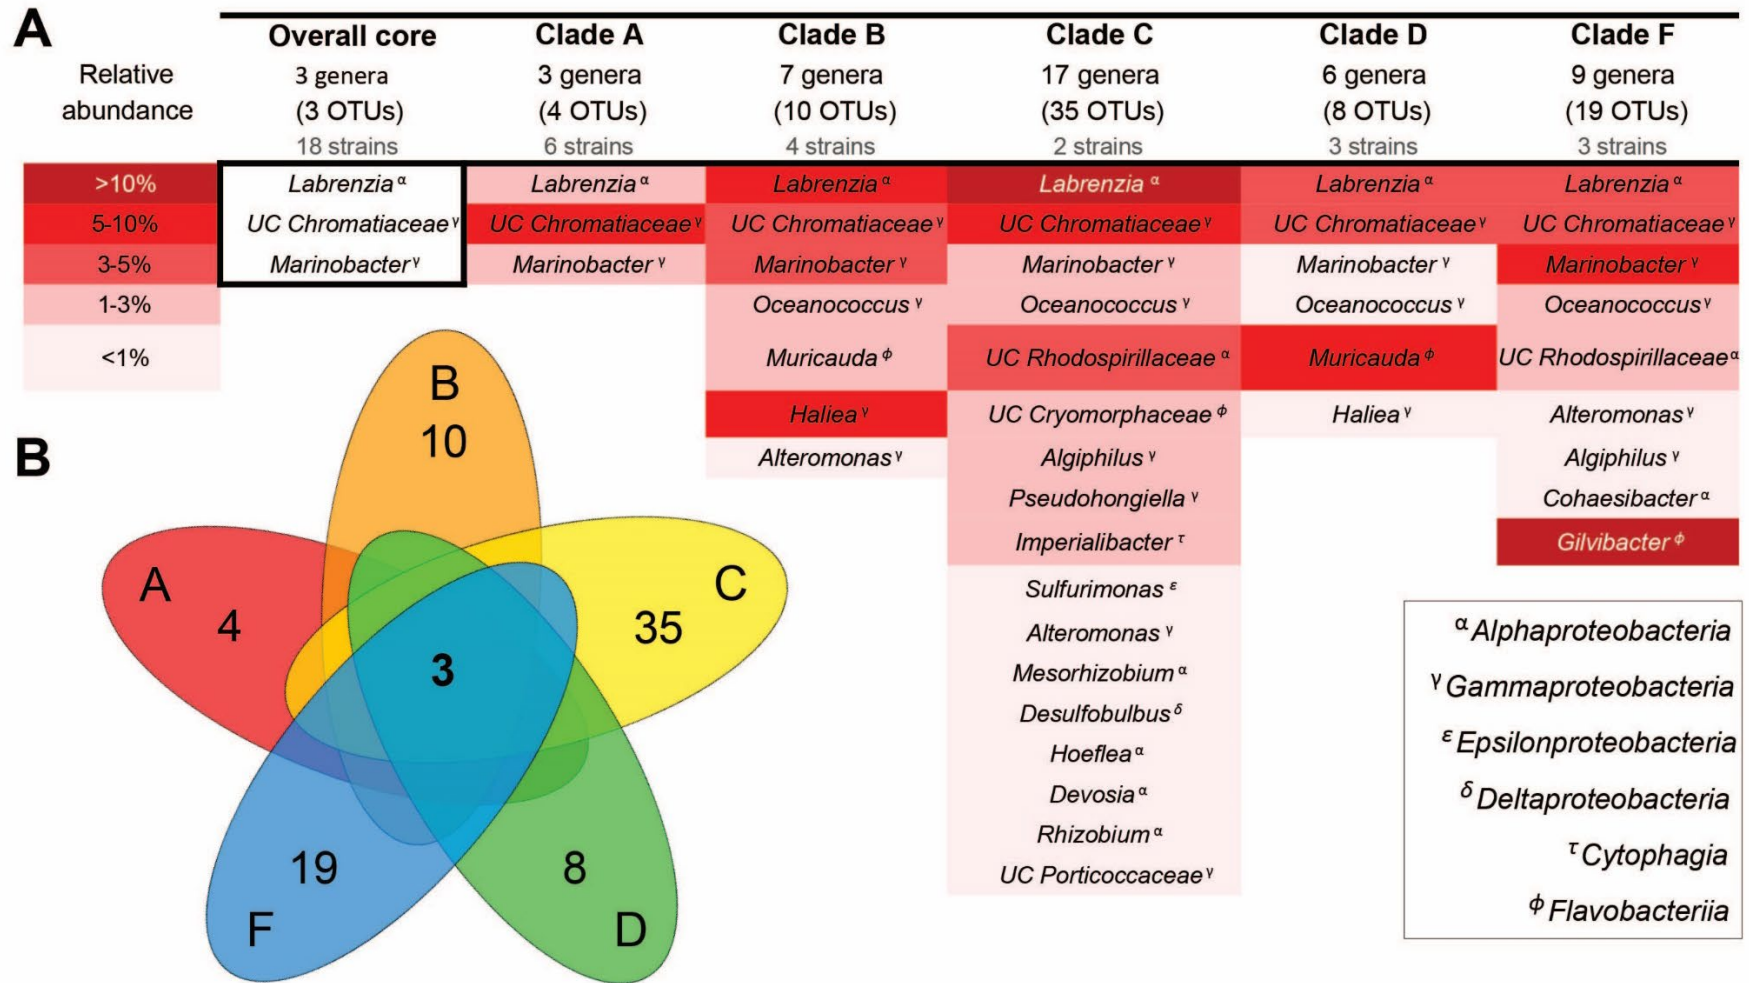 A
Overall core Clade A Clade B Clade C Clade D Clade F
Relative abundance
3 genera 3 genera 7 genera 17 genera 6 genera 9 genera
(3 OTUs) (4 OTUs) (10 OTUs) (35 OTUs) (8 OTUs) (19 OTUs)
18 strains 6 strains 4 strains 2 strains 3 strains 3 strains
>10% Labrenzia α Labrenzia α Labrenzia α Labrenzia α Labrenzia α Labrenzia α
5-10% UC Chromatiaceae γ UC Chromatiaceae γ UC Chromatiaceae γ UC Chromatiaceae γ UC Chromatiaceae γ UC Chromatiaceae γ
3-5% Marinobacter γ Marinobacter γ Marinobacter γ Marinobacter γ Marinobacter γ Marinobacter γ
1-3% Oceanococcus γ Oceanococcus γ Oceanococcus γ Oceanococcus γ
<1% Muricauda ϕ UC Rhodospirillaceae α Muricauda ϕ UC Rhodospirillaceae α
Haliea γ UC Cryomorphaceae ϕ Haliea γ Alteromonas γ
Alteromonas γ Algiphilus γ Algiphilus γ
Pseudohongiella γ Cohaesibacter α
Imperialibacter τ Gilvibacter ϕ
Sulfurimonas ε
Alteromonas γ
Mesorhizobium α
Desulfobulbus δ
Hoeflea α
Devosia α
Rhizobium α
UC Porticoccaceae γ
α Alphaproteobacteria
γ Gammaproteobacteria
ε Epsilonproteobacteria
δ Deltaproteobacteria
τ Cytophagia
ϕ Flavobacteriia
B
B
10
A
4
C
35
3
19
F
8
D